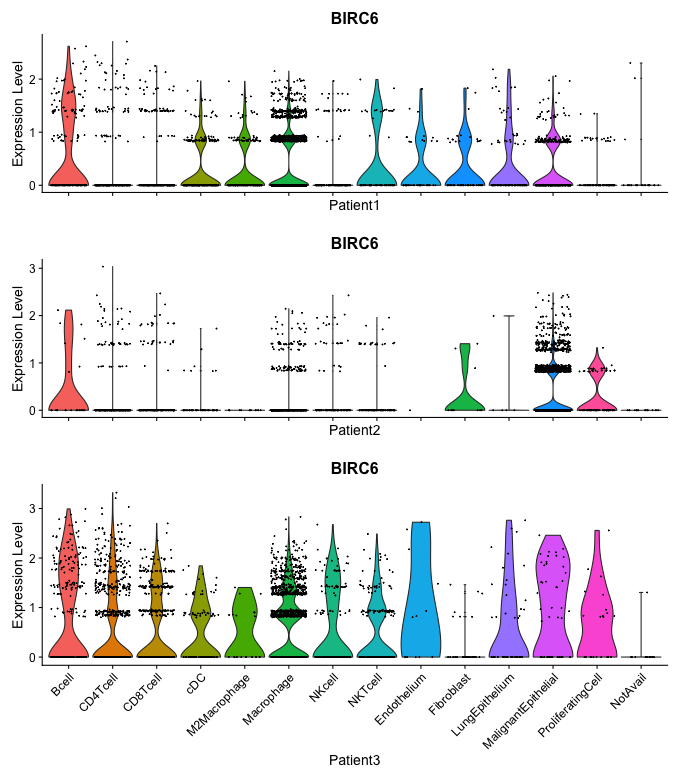 BIRC6
Expression Level
2
1
0
Patient1
BIRC6
Expression Level
3
2
1
0
Patient2
BIRC6
Expression Level
3
2
1
0
Bcell
CD4Tcell
CD8Tcell
cDC
M2Macrophage
Macrophage
NKcell
NKTcell
Endothelium
Fibroblast
LungEpithelium
MalignantEpithelial
ProliferatingCell
NotAvail
Patient3